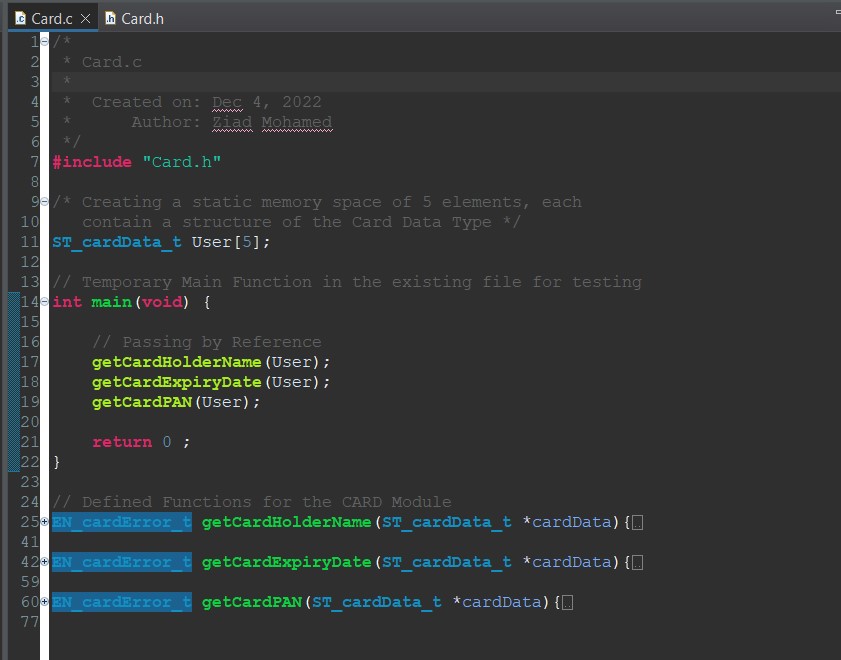 Card.c
Card.h
1 /*
2  * Card.c
3  *
4  *  Created on: Dec 4, 2022
5  *      Author: Ziad Mohamed
6  */
7 #include "Card.h"
8
9 /* Creating a static memory space of 5 elements, each
10    contain a structure of the Card Data Type */
11 ST_cardData_t User[5];
12
13 // Temporary Main Function in the existing file for testing
14 int main(void) {
15
16     // Passing by Reference
17     getCardHolderName(User);
18     getCardExpiryDate(User);
19     getCardPAN(User);
20
21     return 0 ;
22 }
23
24 // Defined Functions for the CARD Module
25 EN_cardError_t getCardHolderName(ST_cardData_t *cardData){
41
42 EN_cardError_t getCardExpiryDate(ST_cardData_t *cardData){
59
60 EN_cardError_t getCardPAN(ST_cardData_t *cardData){
77